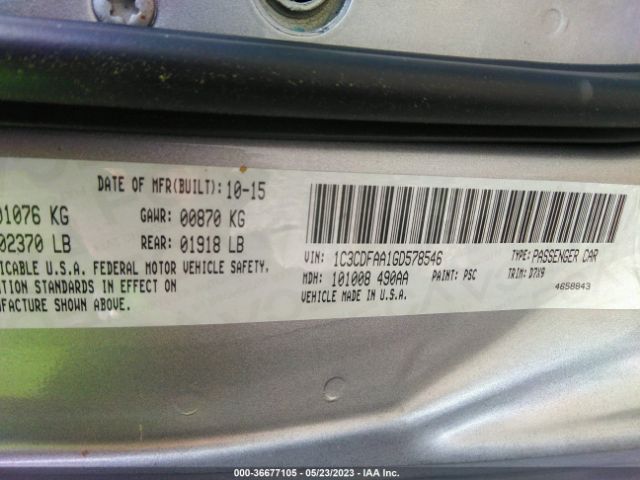 DATE OF MFR(BUILT): 10-15
01076 KG GAWR: 00870 KG
02370 LB REAR: 01918 LB
ICABLE U.S.A. FEDERAL MOTOR VEHICLE SAFETY,
TION STANDARDS IN EFFECT ON
FACTURE SHOWN ABOVE.
VIN: 1C3CDFAA1GD578546 TYPE: PASSENGER CAR
MDH: 101008 490AA PAINT: PSC TRIM: D7X9
VEHICLE MADE IN U.S.A. 4658843
000-36677105 - 05/23/2023 - IAA Inc.